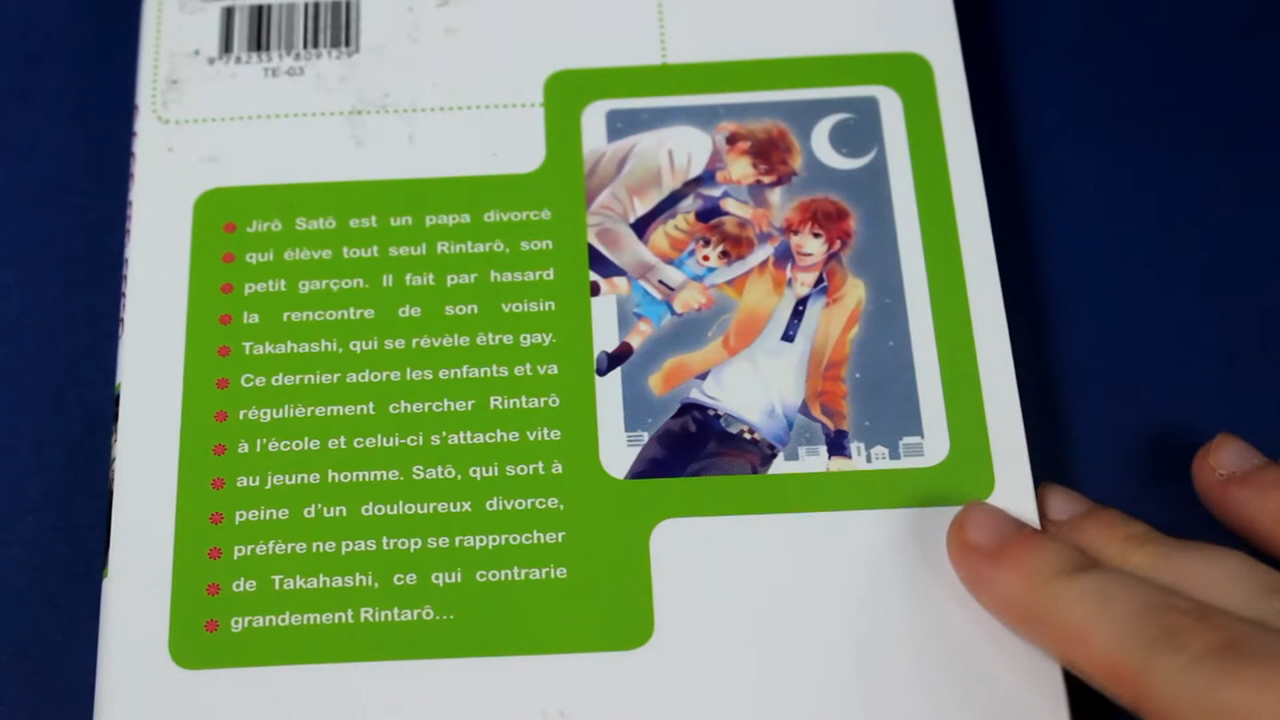 9 782351 809129
TE-03
Jirô Satô est un papa divorcé
qui élève tout seul Rintarô, son
petit garçon. Il fait par hasard
la rencontre de son voisin
Takahashi, qui se révèle être gay.
Ce dernier adore les enfants et va
régulièrement chercher Rintarô
à l’école et celui-ci s’attache vite
au jeune homme. Satô, qui sort à
peine d’un douloureux divorce,
préfère ne pas trop se rapprocher
de Takahashi, ce qui contrarie
grandement Rintarô...